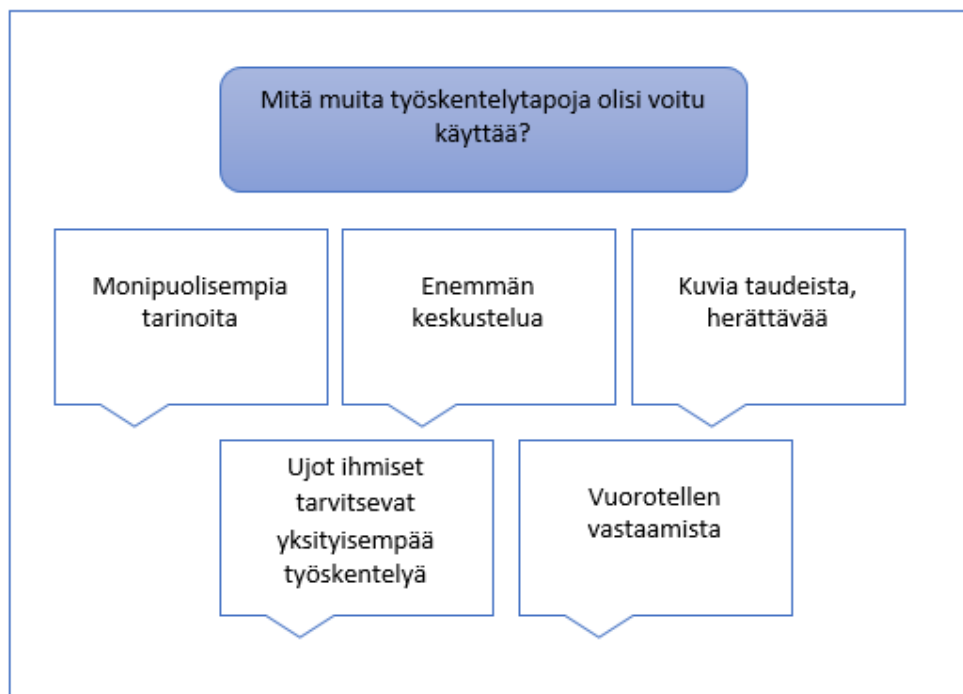 Mitä muita työskentelytapoja olisi voitu
käyttää?
Monipuolisempia
tarinoita
Enemmän
keskustelua
Kuvia taudeista,
herättävää
Ujot ihmiset
tarvitsevat
yksityisempää
työskentelyä
Vuorotellen
vastaamista